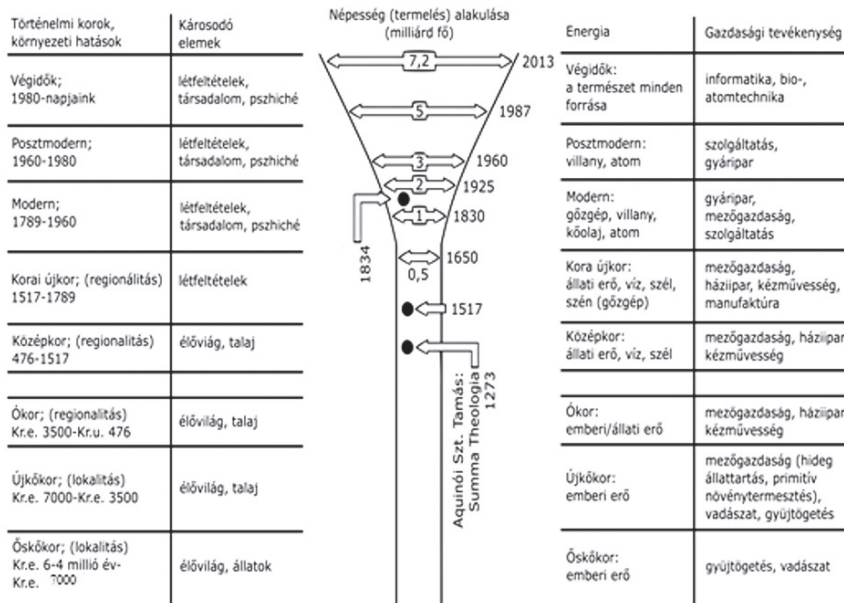 Történelmi korok,
környezeti hatások
Károsodó
elemek
Végidők;
1980-napjaink
létfeltételek,
társadalom, pszhiché
Posztmodern;
1960-1980
létfeltételek,
társadalom, pszhiché
Modern;
1789-1960
létfeltételek,
társadalom, pszhiché
Korai újkor; (regionálitás)
1517-1789
létfeltételek
Középkor; (regionalitás)
476-1517
élőviág, talaj
Ókor; (regionalitás)
Kr.e. 3500-Kr.u. 476
élővilág, talaj
Újkőkor; (lokalitás)
Kr.e. 7000-Kr.e. 3500
élővilág, talaj
Őskőkor; (lokalitás)
Kr.e. 6-4 millió év-
Kr.e. 7000
élővilág, állatok
Népesség (termelés) alakulása
(milliárd fő)
7,2 2013
5 1987
3 1960
2 1925
1 1830
1834
1650
0,5
1517
Aquinói Szt. Tamás:
Summa Theologia
1273
Energia
Gazdasági tevékenység
Végidők:
a természet minden
forrása
informatika, bio-,
atomtechnika
Posztmodern:
villany, atom
szolgáltatás,
gyáripar
Modern:
gőzgép, villany,
kőolaj, atom
gyáripar,
mezőgazdaság,
szolgáltatás
Kora újkor:
állati erő, víz, szél,
szén (gőzgép)
mezőgazdaság,
háziipar, kézművesség,
manufaktúra
Középkor:
állati erő, víz, szél
mezőgazdaság, háziipar
kézművesség
Ókor:
emberi/állati erő
mezőgazdaság, háziipar
kézművesség
Újkőkor:
emberi erő
mezőgazdaság (hideg
állattartás, primitív
növénytermesztés),
vadászat, gyüjtögetés
Őskőkor:
emberi erő
gyüjtögetés, vadászat